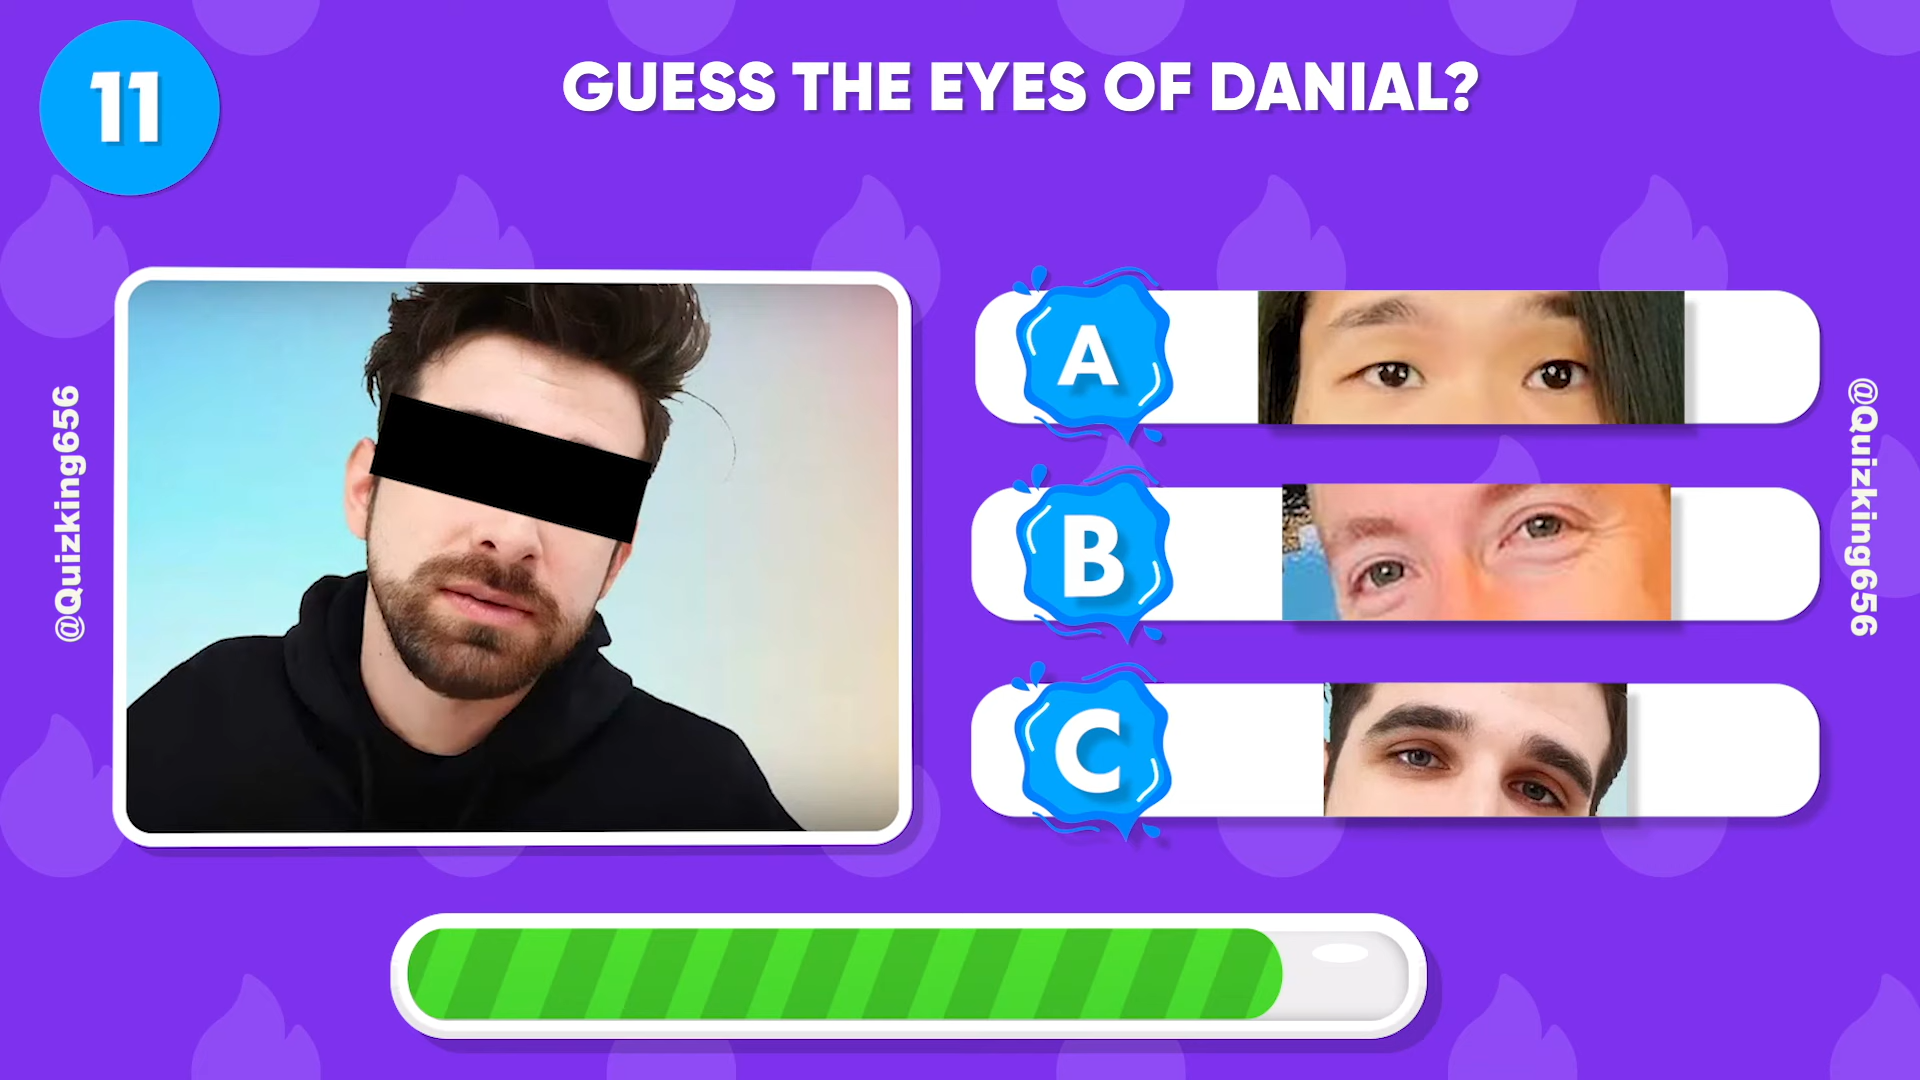 11
GUESS THE EYES OF DANIAL?
@Quizking656
A
B
C
@Quizking656